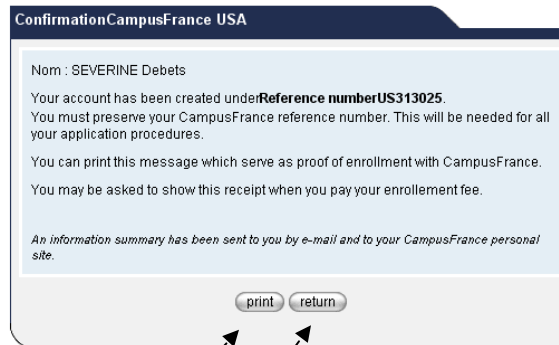 ConfirmationCampusFrance USA
Nom : SEVERINE Debets
Your account has been created underReference numberUS313025.
You must preserve your CampusFrance reference number. This will be needed for all
your application procedures.
You can print this message which serve as proof of enrollment with CampusFrance.
You may be asked to show this receipt when you pay your enrollement fee.
An information summary has been sent to you by e-mail and to your CampusFrance personal
site.
print return